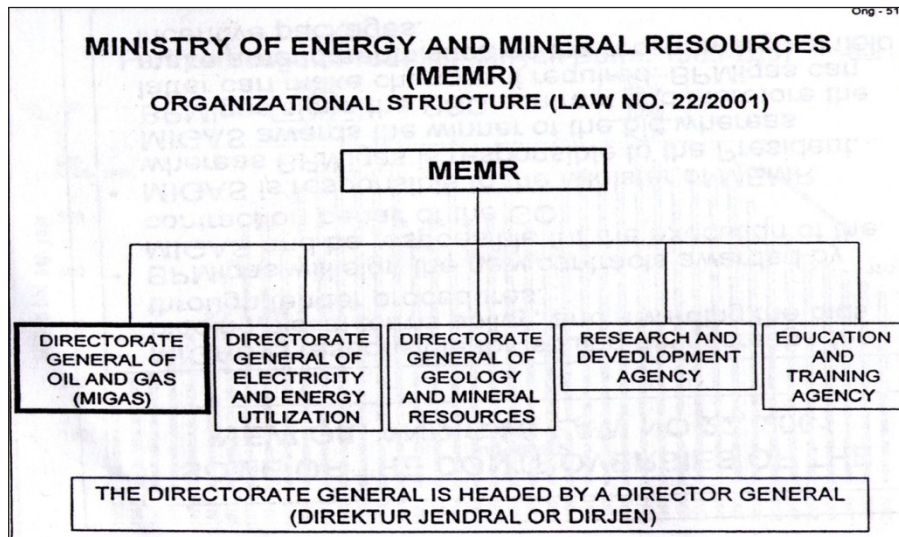 Ong - 51
MINISTRY OF ENERGY AND MINERAL RESOURCES
(MEMR)
ORGANIZATIONAL STRUCTURE (LAW NO. 22/2001)
MEMR
DIRECTORATE
GENERAL OF
OIL AND GAS
(MIGAS)
DIRECTORATE
GENERAL OF
ELECTRICITY
AND ENERGY
UTILIZATION
DIRECTORATE
GENERAL OF
GEOLOGY
AND MINERAL
RESOURCES
RESEARCH AND
DEVEDLOPMENT
AGENCY
EDUCATION
AND
TRAINING
AGENCY
THE DIRECTORATE GENERAL IS HEADED BY A DIRECTOR GENERAL
(DIREKTUR JENDRAL OR DIRJEN)